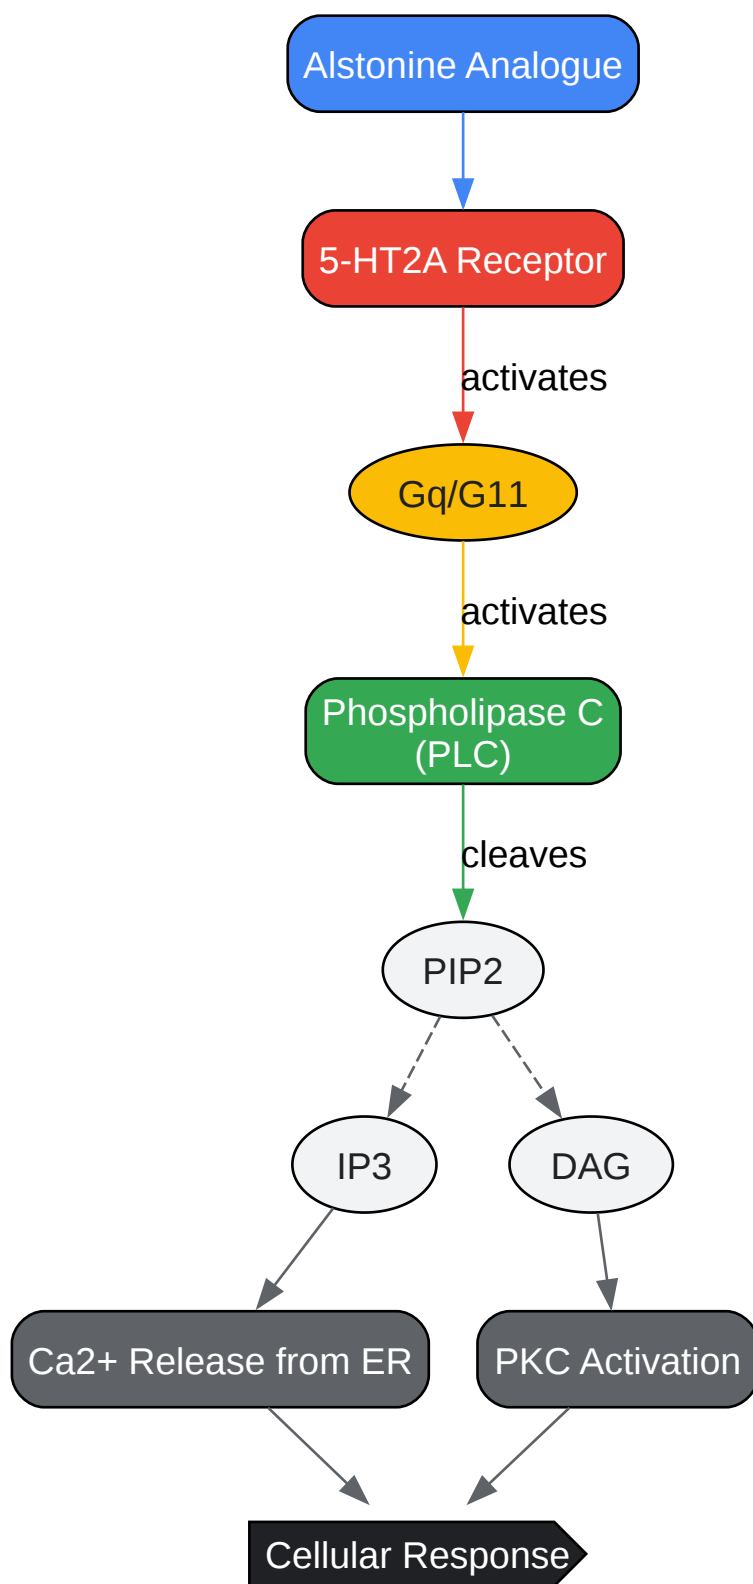 Alstonine Analogue
5-HT2A Receptor
activates
Gq/G11
activates
Phospholipase C
(PLC)
cleaves
PIP2
IP3
DAG
Ca2+ Release from ER
PKC Activation
Cellular Response